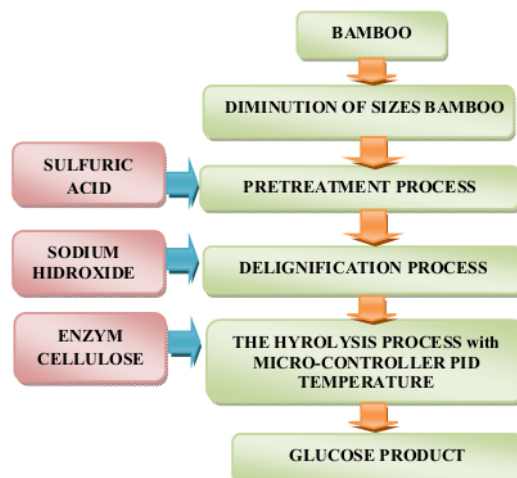 BAMBOO
DIMINUTION OF SIZES BAMBOO
SULFURIC
ACID
PRETREATMENT PROCESS
SODIUM
HIDROXIDE
DELIGNIFICATION PROCESS
ENZYM
CELLULOSE
THE HYROLYSIS PROCESS with
MICRO-CONTROLLER PID
TEMPERATURE
GLUCOSE PRODUCT